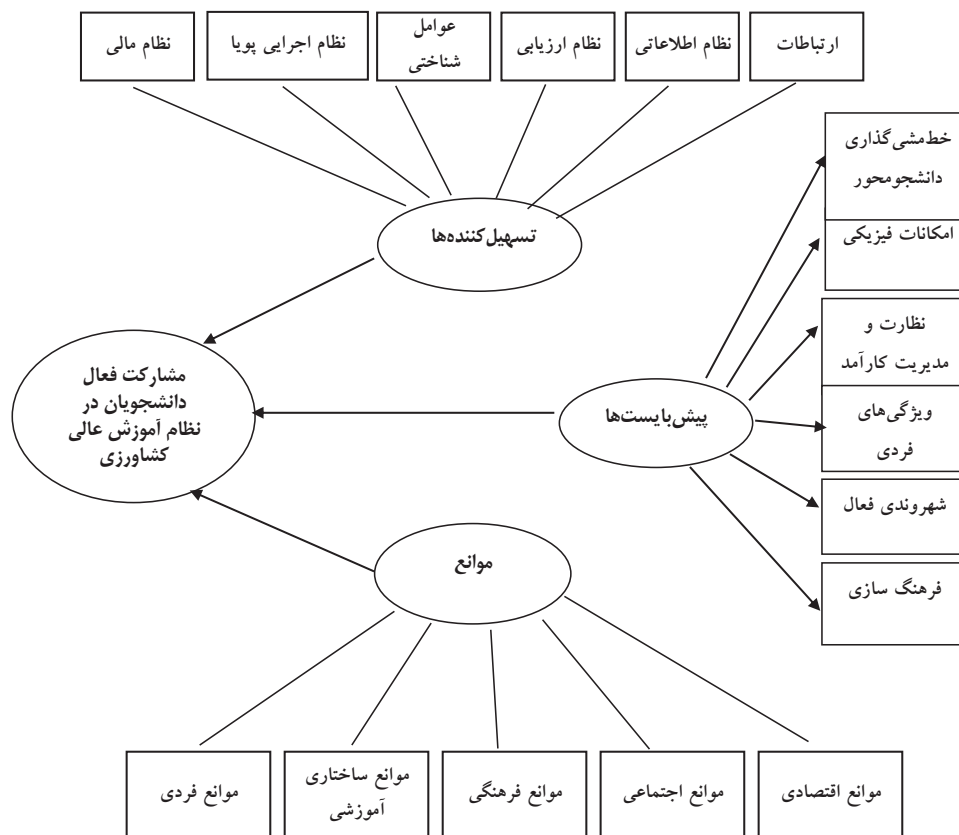 ارتباطات
نظام اطلاعاتی
نظام ارزیابی
عوامل
شناختی
نظام اجرایی پویا
نظام مالی
خط‌مشی‌گذاری
دانشجومحور
امکانات فیزیکی
نظارت و
مدیریت کارآمد
ویژگی‌های
فردی
شهروندی فعال
فرهنگ سازی
تسهیل‌کننده‌ها
پیش‌بایست‌ها
مشارکت فعال
دانشجویان در
نظام آموزش عالی
کشاورزی
موانع
موانع اقتصادی
موانع اجتماعی
موانع فرهنگی
موانع ساختاری
آموزشی
موانع فردی